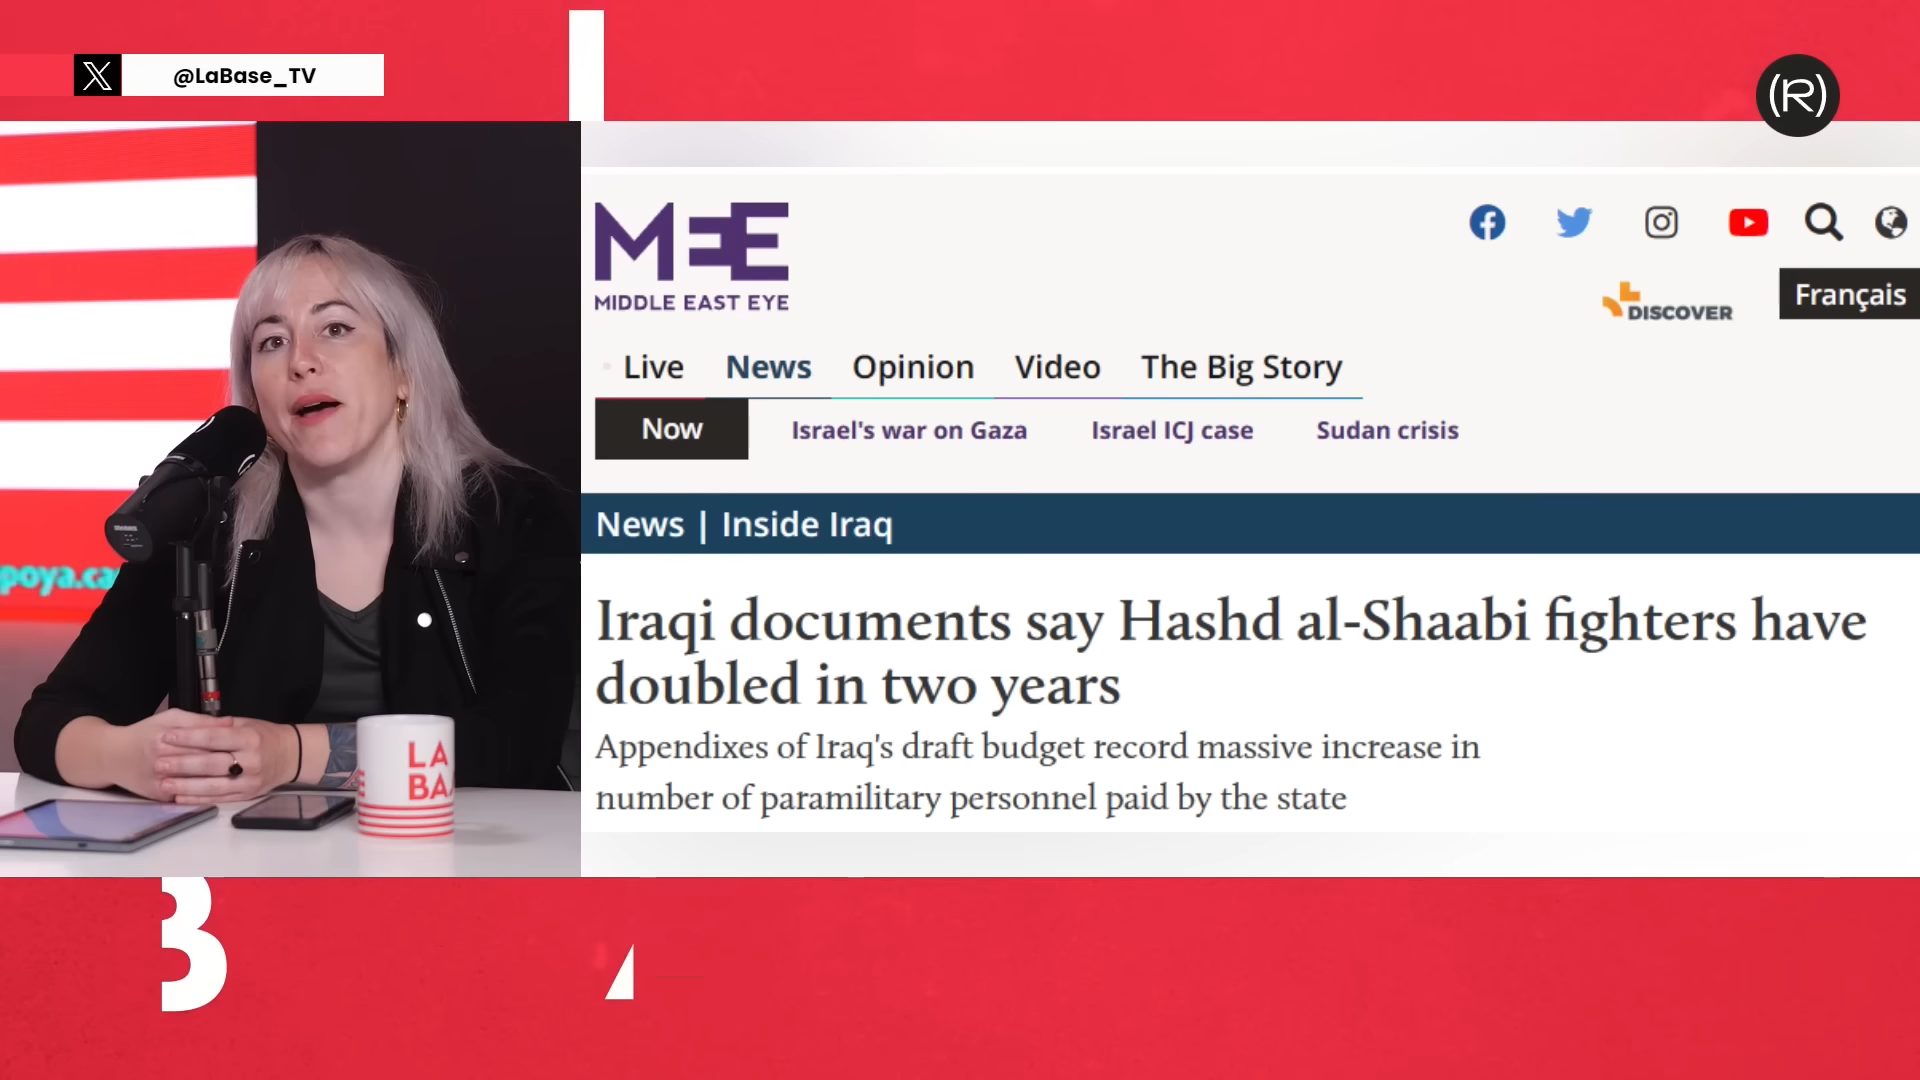 @LaBase_TV
(R)
MEE
MIDDLE EAST EYE
DISCOVER
Français
Live News Opinion Video The Big Story
Now Israel's war on Gaza Israel ICJ case Sudan crisis
News | Inside Iraq
Iraqi documents say Hashd al-Shaabi fighters have
doubled in two years
Appendixes of Iraq's draft budget record massive increase in
number of paramilitary personnel paid by the state
poya.ca
LA
BA